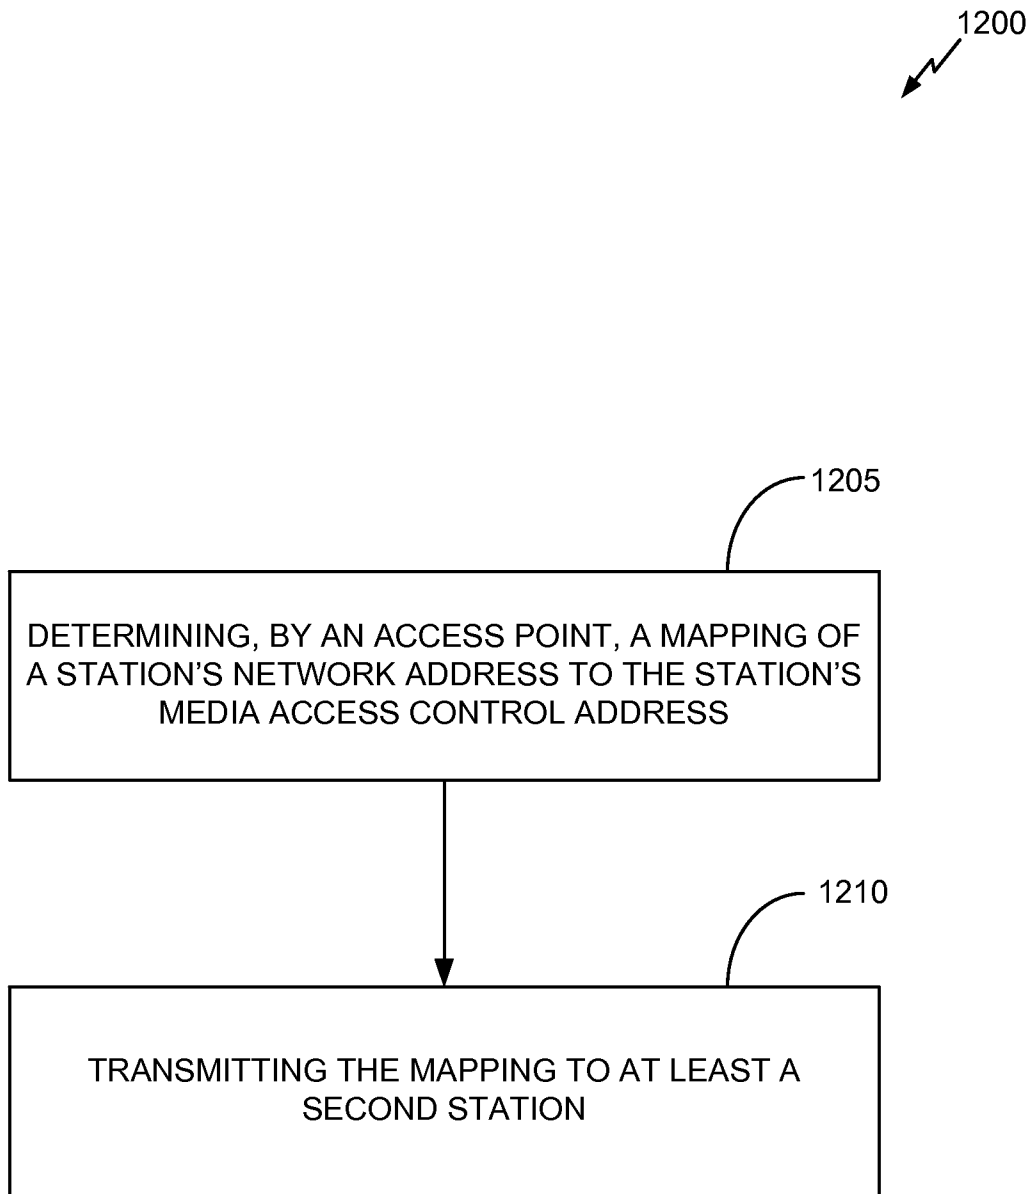 1200
1205
DETERMINING, BY AN ACCESS POINT, A MAPPING OF
A STATION’S NETWORK ADDRESS TO THE STATION’S
MEDIA ACCESS CONTROL ADDRESS
1210
TRANSMITTING THE MAPPING TO AT LEAST A
SECOND STATION